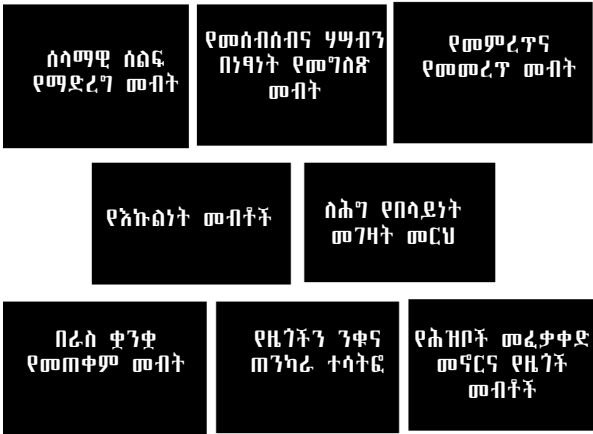 ሰላማዊ ሰልፍ
የማድረግ መብት
የመሰብሰብና ሃሣብን
በነፃነት የመግለጽ
መብት
የመምረጥና
የመመረጥ መብት
የእኩልነት መብቶች
ለሕግ የበላይነት
መገዛት መርህ
በራስ ቋንቋ
የመጠቀም መብት
የዜጎችን ንቁና
ጠንካራ ተሳትፎ
የሕዝቦች መፈቃቀድ
መኖርና የዜጎች
መብቶች